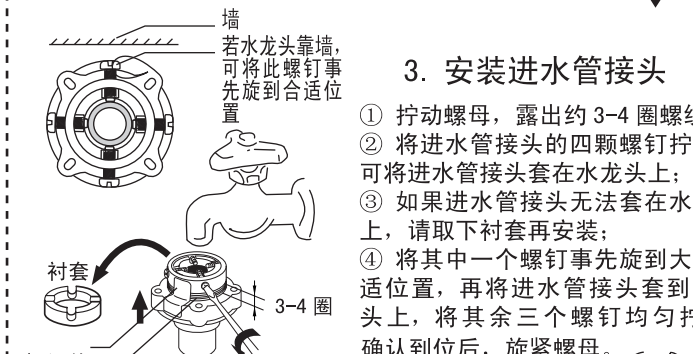 墙
若水龙头靠墙，
可将此螺钉事
先旋到合适位
置
衬套
3-4 圈
3. 安装进水管接头
① 拧动螺母，露出约 3-4 圈螺纹
② 将进水管接头的四颗螺钉拧
可将进水管接头套在水龙头上；
③ 如果进水管接头无法套在水
上，请取下衬套再安装；
④ 将其中一个螺钉事先旋到大
适位置，再将进水管接头套到
头上，将其余三个螺钉均匀拧
确认到位后，旋紧螺母。